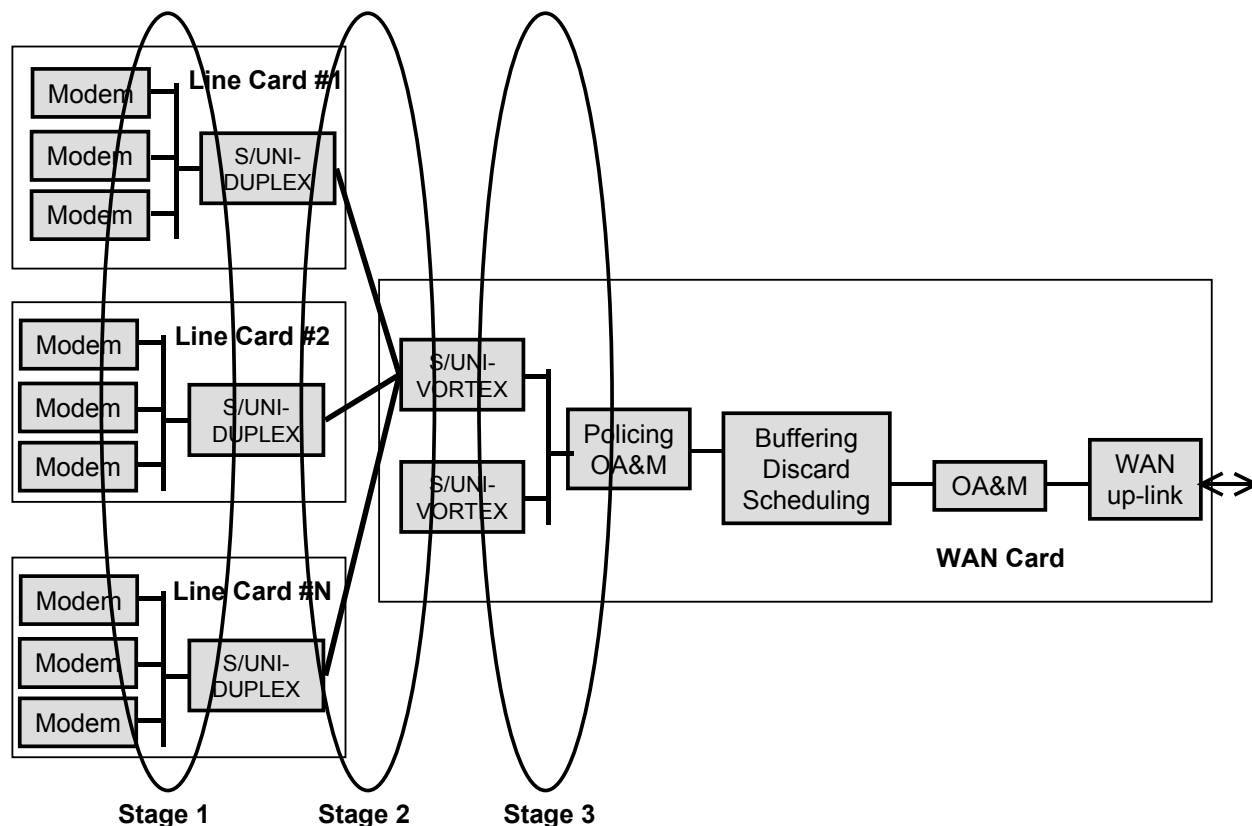 Line Card #1
Modem
Modem
Modem
S/UNI-
DUPLEX
Line Card #2
Modem
Modem
Modem
S/UNI-
DUPLEX
Line Card #N
Modem
Modem
Modem
S/UNI-
DUPLEX
S/UNI-
VORTEX
S/UNI-
VORTEX
Policing
OA&M
Buffering
Discard
Scheduling
OA&M
WAN
up-link
WAN Card
Stage 1
Stage 2
Stage 3